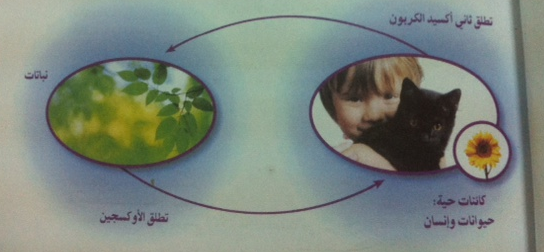 تطلق ثاني أكسيد الكربون
نباتات
كائنات حية:
حيوانات وإنسان
تطلق الأوكسجين